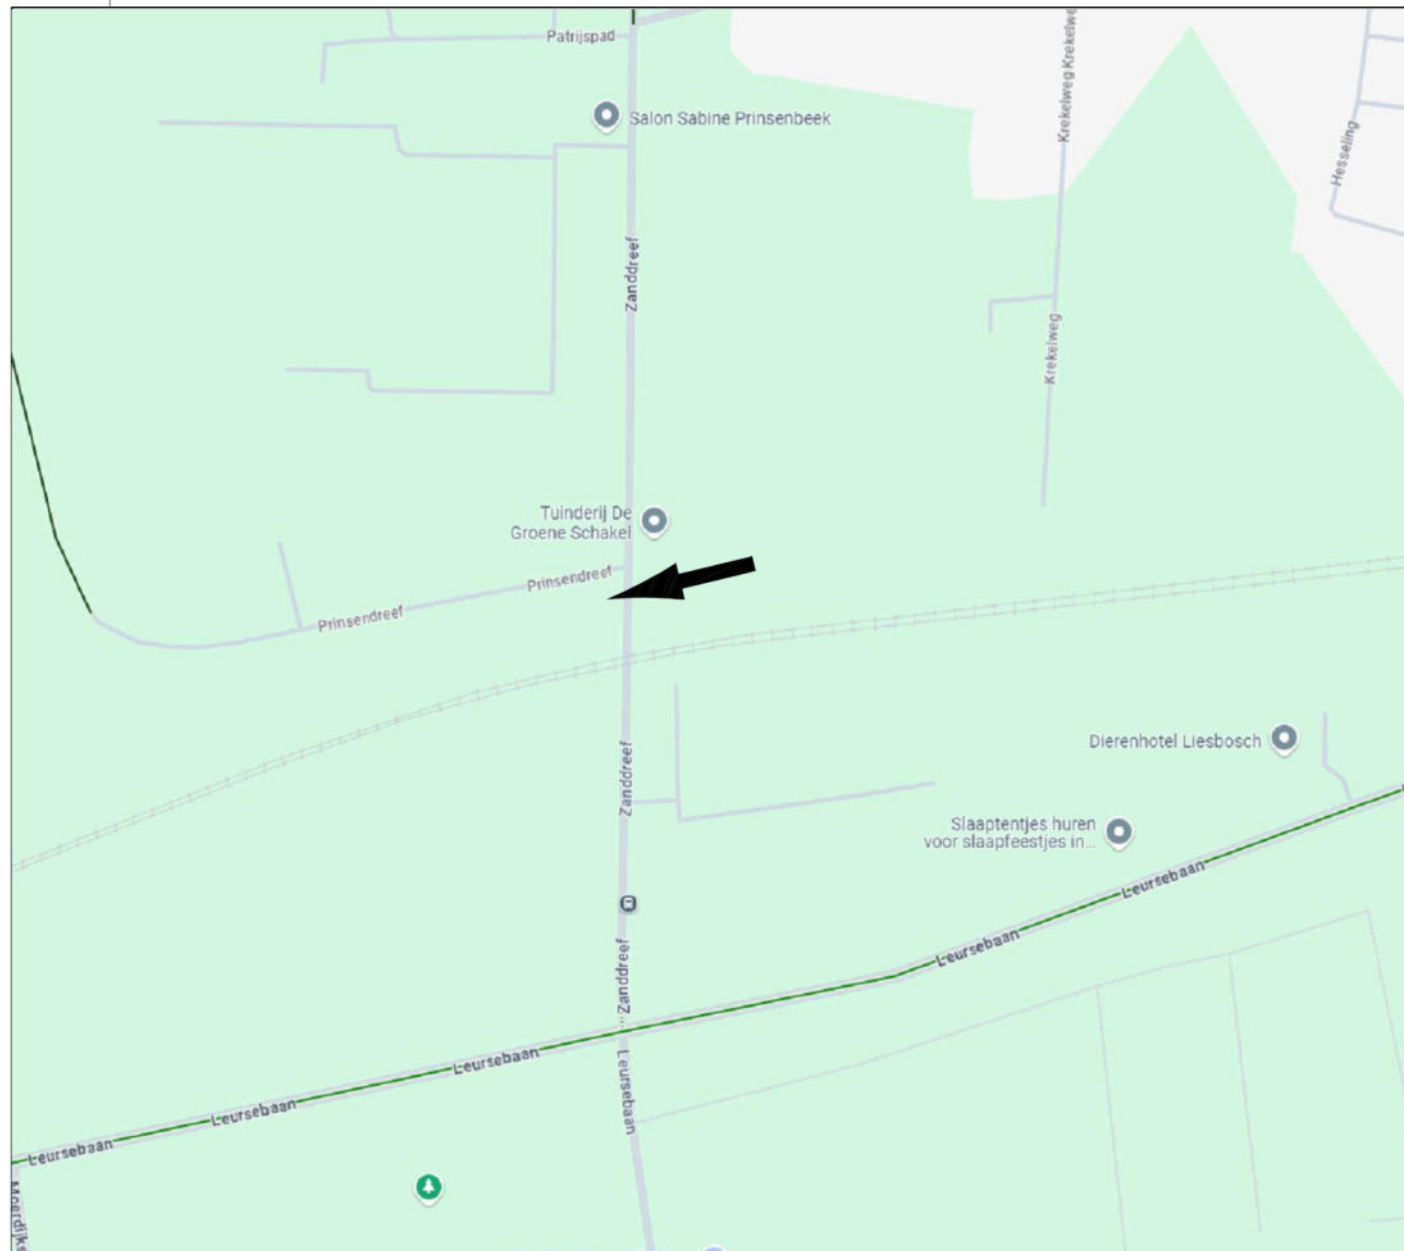 Patrijspad
Salon Sabine Prinsenbeek
Krekelweg
Krekelweg
Hesseling
Zanddreef
Krekelweg
Tuinderij De
Groene Schakel
Prinsendreef
Prinsendreef
Zanddreef
Dierenhotel Liesbosch
Slaaptentjes huren
voor slaapfeestjes in...
Leursebaan
Zanddreef
Leursebaan
Leursebaan
Leursebaan
Leursebaan
Leursebaan